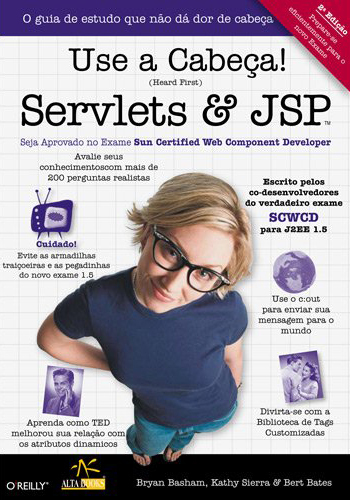 O guia de estudo que não dá dor de cabeça
2ª Edição
Prepare-se
eficientemente para o
novo Exame
Use a Cabeça!
(Heard First)
Servlets & JSP™
Seja Aprovado no Exame Sun Certified Web Component Developer
Avalie seus
conhecimentoscom mais de
200 perguntas realistas
Cuidado!
Evite as armadilhas
traiçoeiras e as pegadinhas
do novo exame 1.5
Escrito pelos
co-desenvolvedores
do verdadeiro exame
SCWCD
para J2EE 1.5
Use o c:out
para enviar sua
mensagem para o
mundo
Aprenda como TED
melhorou sua relação com
os atributos dinamicos
Divirta-se com a
Biblioteca de Tags
Customizadas
O'REILLY®
ALTA BOOKS
EDITORA
Bryan Basham, Kathy Sierra & Bert Bates